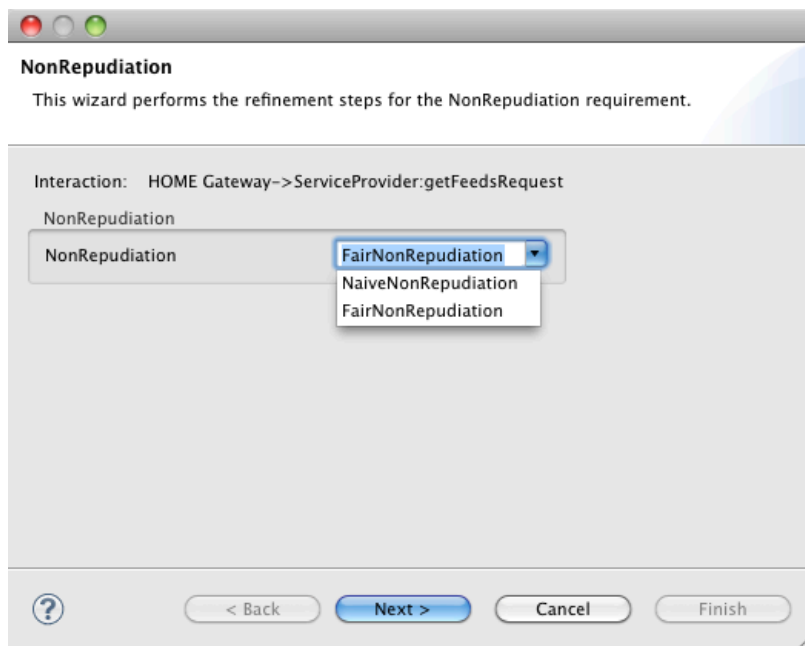 NonRepudiation
This wizard performs the refinement steps for the NonRepudiation requirement.
Interaction: HOME Gateway->ServiceProvider:getFeedsRequest
NonRepudiation
NonRepudiation FairNonRepudiation
NaiveNonRepudiation
FairNonRepudiation
? < Back Next > Cancel Finish